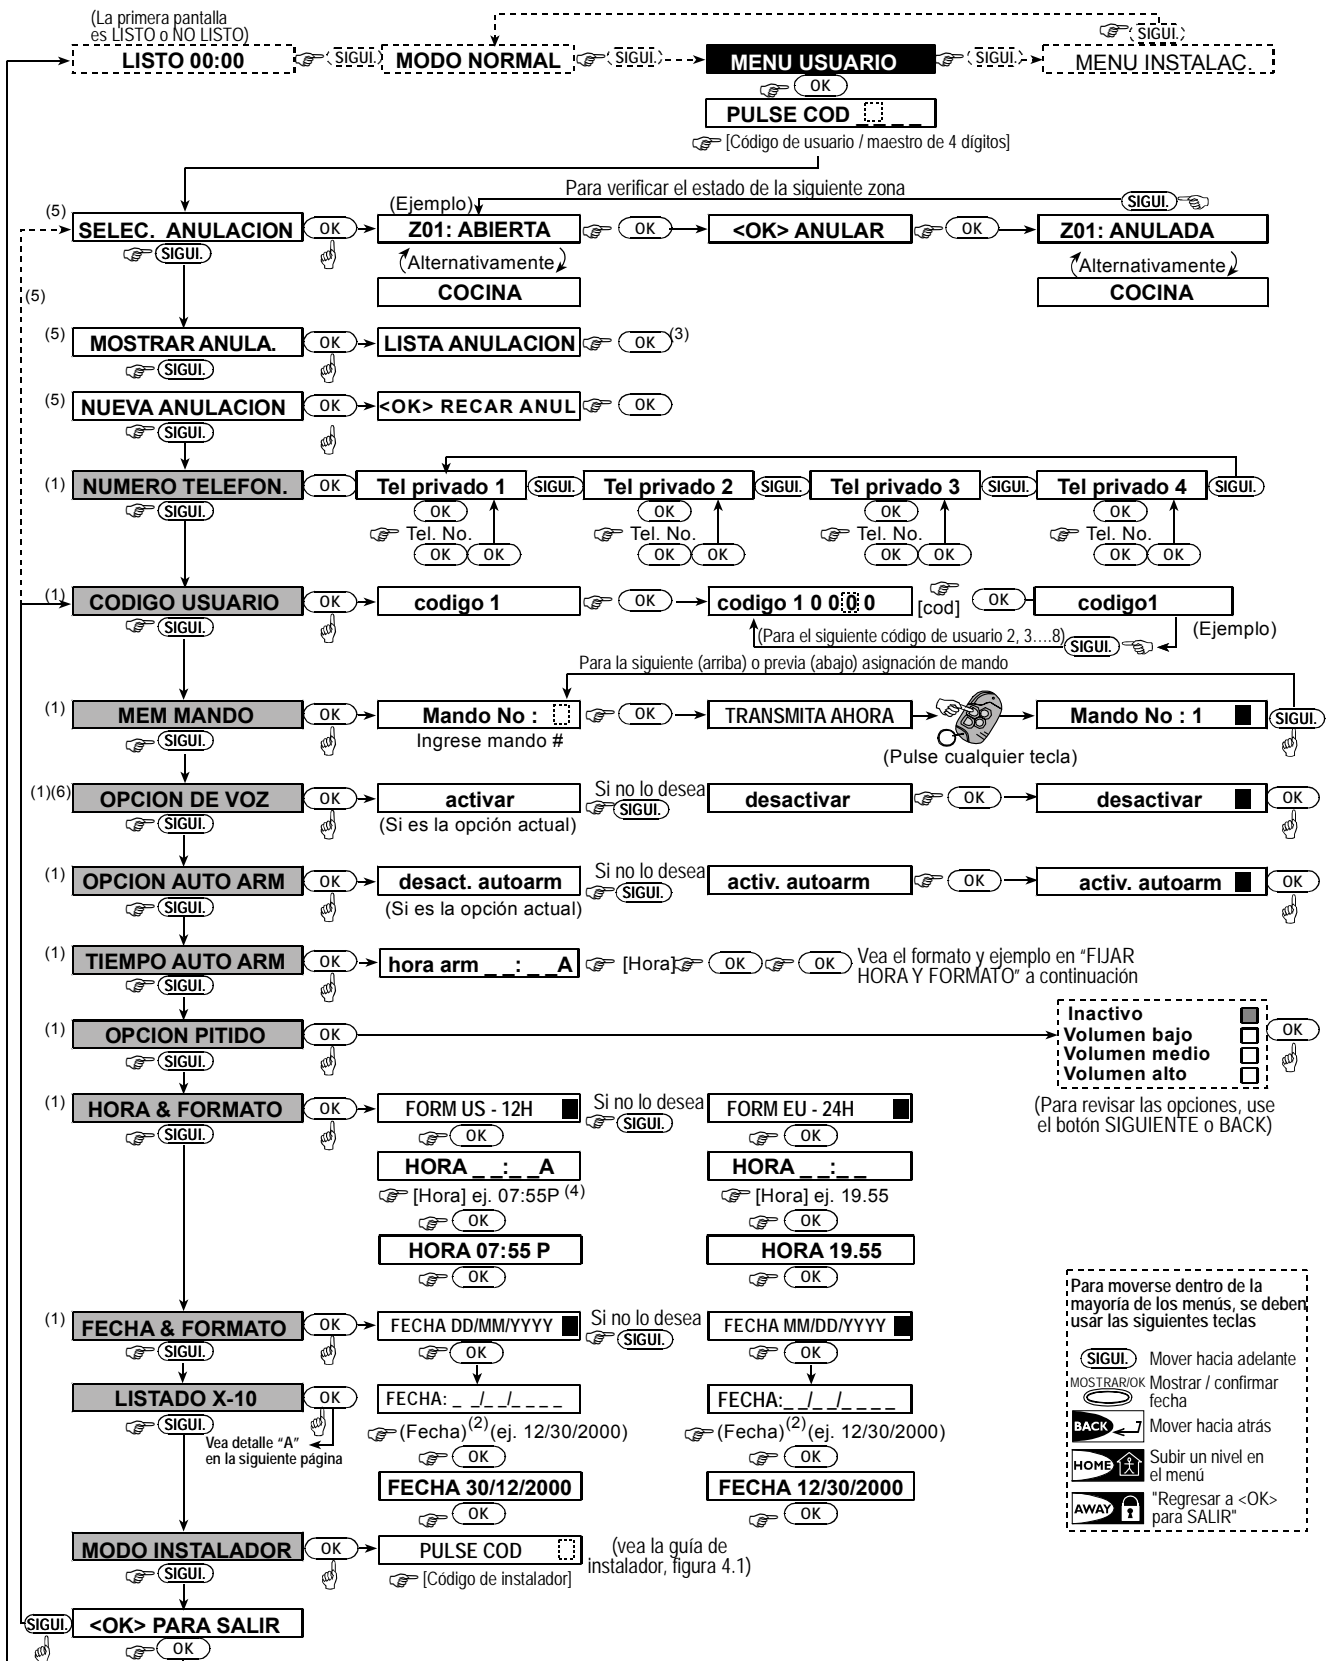 (La primera pantalla
es LISTO o NO LISTO)
LISTO 00:00
SIGUI.
MODO NORMAL
SIGUI.
MENU USUARIO
SIGUI.
MENU INSTALAC.
SIGUI.
OK
PULSE COD _ _ _ _
[Código de usuario / maestro de 4 dígitos]
Para verificar el estado de la siguiente zona
(5)
SELEC. ANULACION
OK
(Ejemplo)
Z01: ABIERTA
OK
<OK> ANULAR
OK
Z01: ANULADA
SIGUI.
SIGUI.
(Alternativamente)
COCINA
(Alternativamente)
COCINA
(5)
(5)
MOSTRAR ANULA.
OK
LISTA ANULACION
OK
(3)
SIGUI.
(5)
NUEVA ANULACION
OK
<OK> RECAR ANUL
OK
SIGUI.
(1)
NUMERO TELEFON.
OK
Tel privado 1
SIGUI.
Tel privado 2
SIGUI.
Tel privado 3
SIGUI.
Tel privado 4
SIGUI.
SIGUI.
OK
OK
OK
OK
Tel. No.
Tel. No.
Tel. No.
Tel. No.
OK OK
OK OK
OK OK
OK OK
(1)
CODIGO USUARIO
OK
codigo 1
OK
codigo 1 0 0 0 0
[cod]
OK
codigo1
SIGUI.
(Para el siguiente código de usuario 2, 3....8)
SIGUI.
(Ejemplo)
Para la siguiente (arriba) o previa (abajo) asignación de mando
(1)
MEM MANDO
OK
Mando No :
OK
TRANSMITA AHORA
Mando No : 1
SIGUI.
SIGUI.
Ingrese mando #
(Pulse cualquier tecla)
(1)(6)
OPCION DE VOZ
OK
activar
Si no lo desea
SIGUI.
desactivar
OK
desactivar
OK
SIGUI.
(Si es la opción actual)
(1)
OPCION AUTO ARM
OK
desact. autoarm
Si no lo desea
SIGUI.
activ. autoarm
OK
activ. autoarm
OK
SIGUI.
(Si es la opción actual)
(1)
TIEMPO AUTO ARM
OK
hora arm _ _: _ _A
[Hora]
OK
OK
Vea el formato y ejemplo en “FIJAR
HORA Y FORMATO” a continuación
SIGUI.
(1)
OPCION PITIDO
OK
Inactivo
Volumen bajo
Volumen medio
Volumen alto
OK
SIGUI.
(Para revisar las opciones, use
el botón SIGUIENTE o BACK)
(1)
HORA & FORMATO
OK
FORM US - 12H
Si no lo desea
SIGUI.
FORM EU - 24H
SIGUI.
OK
OK
HORA _ _:_ _A
HORA _ _:_ _
[Hora] ej. 07:55P (4)
[Hora] ej. 19.55
OK
OK
HORA 07:55 P
HORA 19.55
OK
OK
(1)
FECHA & FORMATO
OK
FECHA DD/MM/YYYY
Si no lo desea
SIGUI.
FECHA MM/DD/YYYY
SIGUI.
OK
OK
LISTADO X-10
OK
FECHA: _ _/_ _/_ _ _ _
FECHA:_ _/_ _/_ _ _ _
SIGUI.
Vea detalle “A”
en la siguiente página
(Fecha)(2)(ej. 12/30/2000)
(Fecha)(2)(ej. 12/30/2000)
OK
OK
FECHA 30/12/2000
FECHA 12/30/2000
OK
OK
MODO INSTALADOR
OK
PULSE COD
(vea la guía de
instalador, figura 4.1)
SIGUI.
[Código de instalador]
SIGUI.
<OK> PARA SALIR
OK
Para moverse dentro de la
mayoría de los menús, se deben
usar las siguientes teclas
SIGUI.
Mover hacia adelante
MOSTRAR/OK
Mostrar / confirmar
fecha
BACK
Mover hacia atrás
HOME
Subir un nivel en
el menú
AWAY
"Regresar a <OK>
para SALIR"